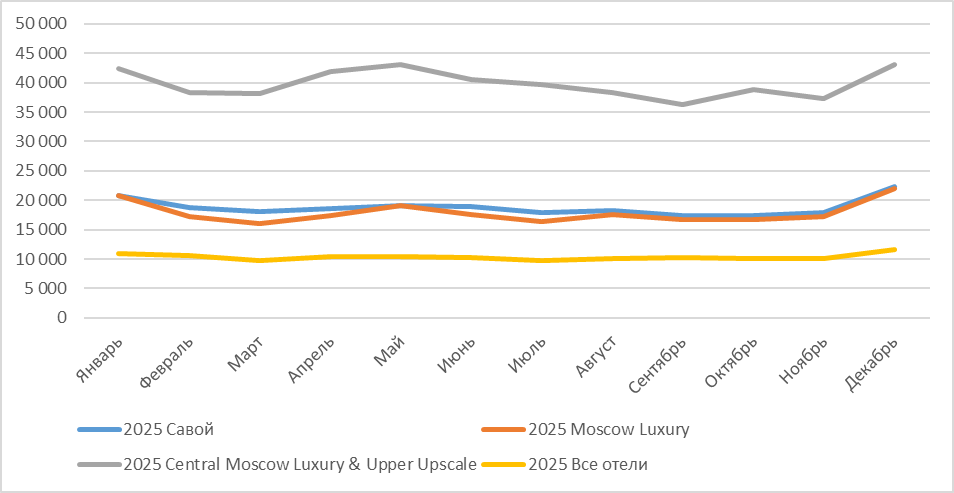 50 000
45 000
40 000
35 000
30 000
25 000
20 000
15 000
10 000
5 000
0
Январь
Февраль
Март
Апрель
Май
Июнь
Июль
Август
Сентябрь
Октябрь
Ноябрь
Декабрь
2025 Савой
2025 Moscow Luxury
2025 Central Moscow Luxury & Upper Upscale
2025 Все отели